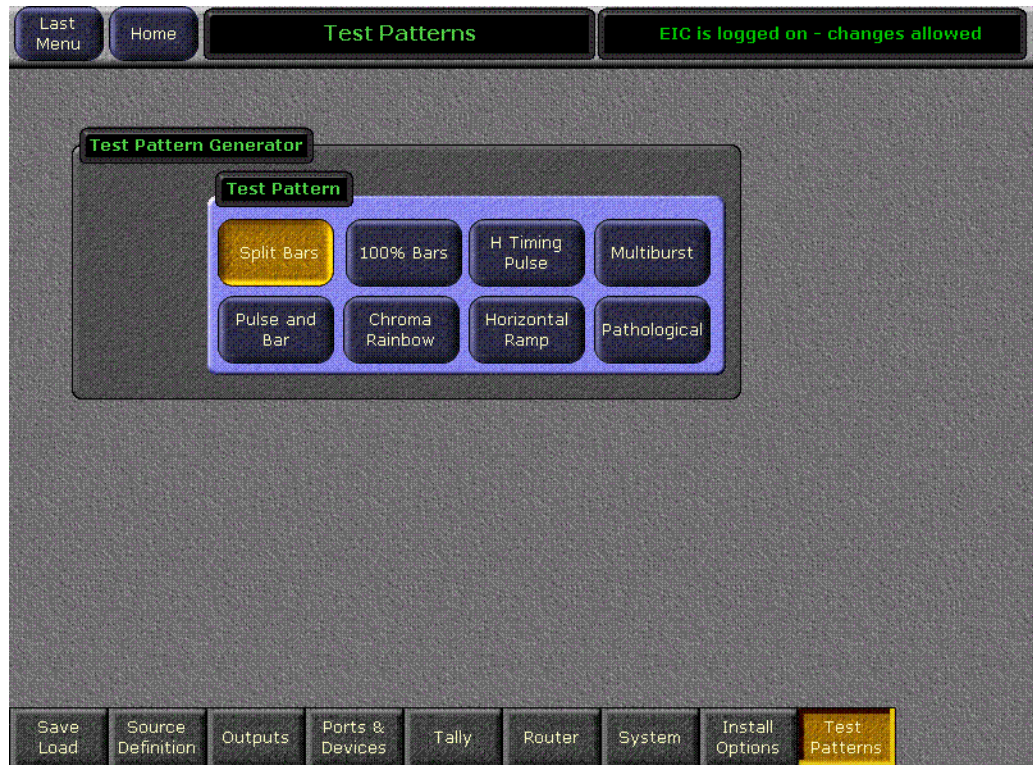 Last
Menu
Home
Test Patterns
EIC is logged on - changes allowed
Test Pattern Generator
Test Pattern
Split Bars
100% Bars
H Timing
Pulse
Multiburst
Pulse and
Bar
Chroma
Rainbow
Horizontal
Ramp
Pathological
Save
Load
Source
Definition
Outputs
Ports &
Devices
Tally
Router
System
Install
Options
Test
Patterns